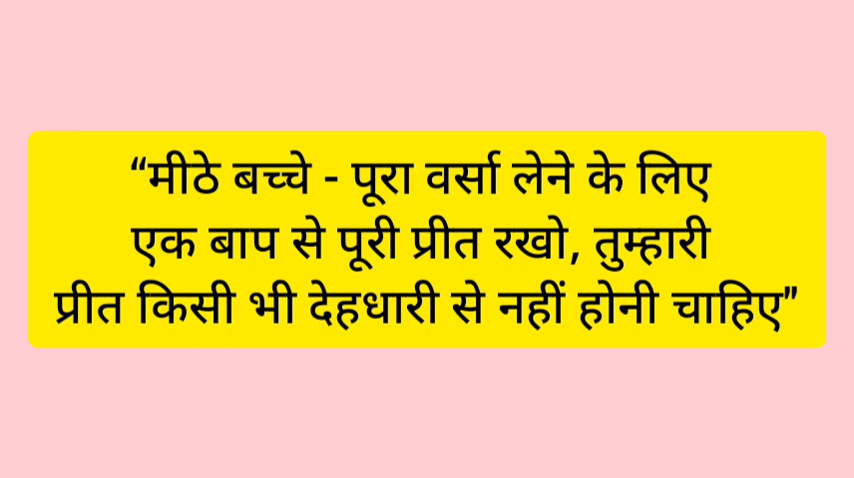 “मीठे बच्चे - पूरा वर्सा लेने के लिए
एक बाप से पूरी प्रीत रखो, तुम्हारी
प्रीत किसी भी देहधारी से नहीं होनी चाहिए”